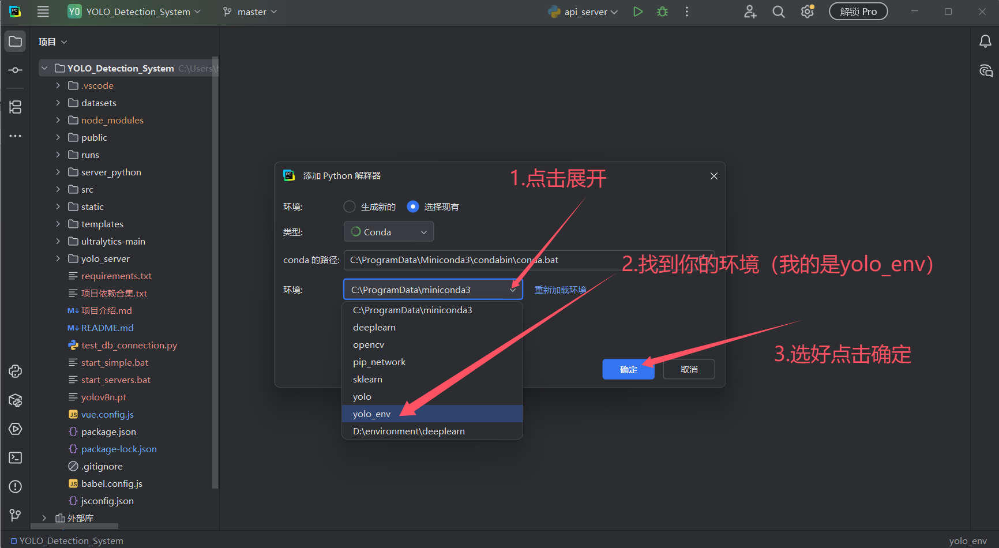 YO YOLO_Detection_System master api_server 解锁 Pro
项目
YOLO_Detection_System C:\Users\
.vscode
datasets
node_modules
public
runs
server_python
src
static
templates
ultralytics-main
yolo_server
requirements.txt
项目依赖合集.txt
项目介绍.md
README.md
test_db_connection.py
start_simple.bat
start_servers.bat
yolov8n.pt
vue.config.js
package.json
package-lock.json
.gitignore
babel.config.js
jsconfig.json
外部库
添加 Python 解释器
1.点击展开
环境: 生成新的 选择现有
类型: Conda
conda 的路径: C:\ProgramData\Miniconda3\condabin\conda.bat
2.找到你的环境（我的是yolo_env）
环境: C:\ProgramData\miniconda3 重新加载环境
C:\ProgramData\miniconda3
deeplearn
opencv
pip_network
sklearn
yolo
yolo_env
D:\environment\deeplearn
3.选好点击确定
确定 取消
YOLO_Detection_System yolo_env